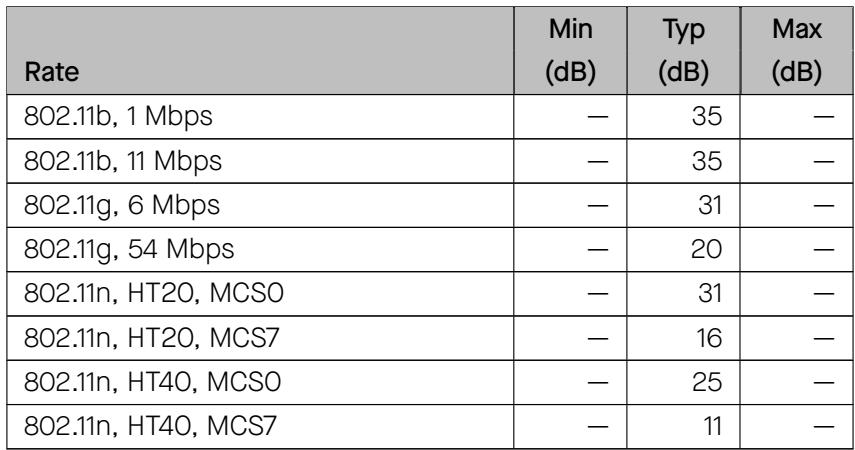 Rate Min (dB) Typ (dB) Max (dB)
802.11b, 1 Mbps — 35 —
802.11b, 11 Mbps — 35 —
802.11g, 6 Mbps — 31 —
802.11g, 54 Mbps — 20 —
802.11n, HT20, MCS0 — 31 —
802.11n, HT20, MCS7 — 16 —
802.11n, HT40, MCS0 — 25 —
802.11n, HT40, MCS7 — 11 —